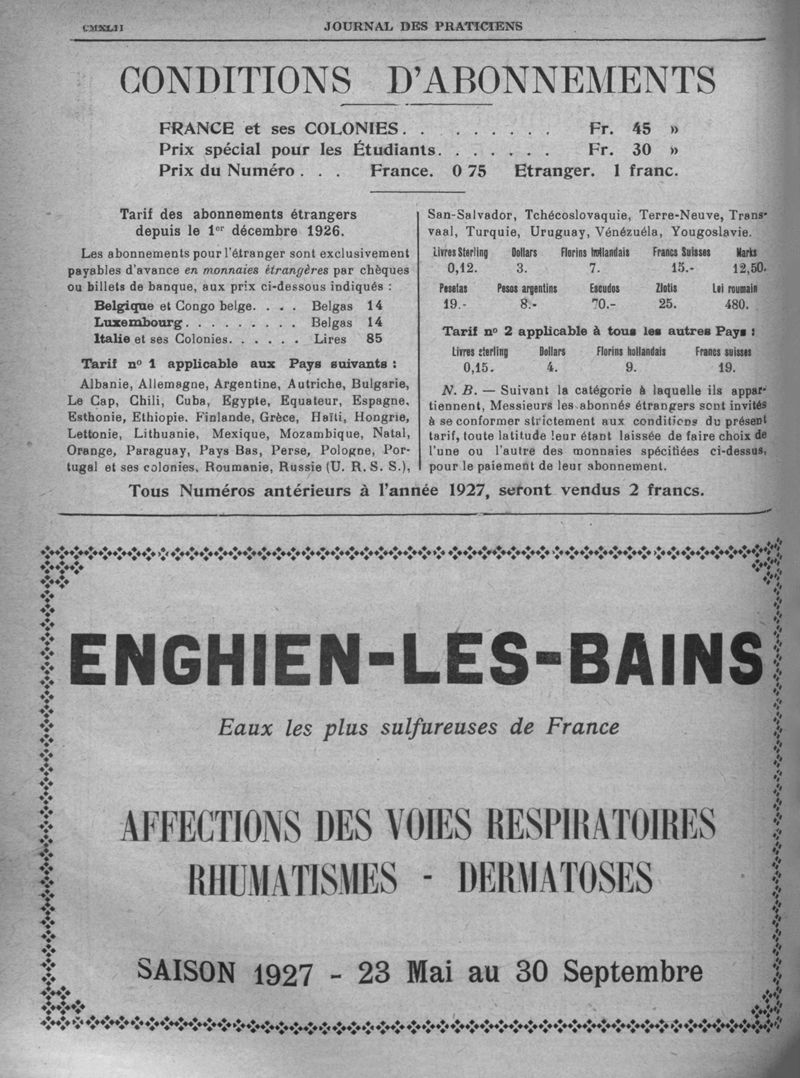 CMXLII
JOURNAL DES PRATICIENS
CONDITIONS D'ABONNEMENTS
FRANCE et ses COLONIES. . . . . . . . . Fr. 45 »
Prix spécial pour les Étudiants. . . . . . . Fr. 30 »
Prix du Numéro . . . France. 0 75 Etranger. 1 franc.
Tarif des abonnements étrangers
depuis le 1er décembre 1926.
Les abonnements pour l'étranger sont exclusivement
payables d'avance en monnaies étrangères par chèques
ou billets de banque, aux prix ci-dessous indiqués :
Belgique et Congo belge. . . . Belgas 14
Luxembourg. . . . . . . . . Belgas 14
Italie et ses Colonies. . . . . . Lires 85
Tarif no 1 applicable aux Pays suivants :
Albanie, Allemagne, Argentine, Autriche, Bulgarie,
Le Cap, Chili, Cuba, Egypte, Equateur, Espagne,
Esthonie, Ethiopie. Finlande, Grèce, Haïti, Hongrie,
Lettonie, Lithuanie, Mexique, Mozambique, Natal,
Orange, Paraguay, Pays Bas, Perse, Pologne, Por-
tugal et ses colonies, Roumanie, Russie (U. R. S. S.),
San-Salvador, Tchécoslovaquie, Terre-Neuve, Trans-
vaal, Turquie, Uruguay, Vénézuéla, Yougoslavie.
Livres Sterling Dollars Florins hollandais Francs Suisses Marks
0,12. 3. 7. 15.- 12,50.
Pesetas Pesos argentins Escudos Zlotis Lei roumain
19.- 8.- 70.- 25. 480.
Tarif no 2 applicable à tous les autres Pays :
Livres sterling Dollars Florins hollandais Francs suisses
0,15. 4. 9. 19.
N. B. — Suivant la catégorie à laquelle ils appar-
tiennent, Messieurs les abonnés étrangers sont invités
à se conformer strictement aux conditions du présent
tarif, toute latitude leur étant laissée de faire choix de
l'une ou l'autre des monnaies spécifiées ci-dessus,
pour le paiement de leur abonnement.
Tous Numéros antérieurs à l'année 1927, seront vendus 2 francs.
ENGHIEN-LES-BAINS
Eaux les plus sulfureuses de France
AFFECTIONS DES VOIES RESPIRATOIRES
RHUMATISMES - DERMATOSES
SAISON 1927 - 23 Mai au 30 Septembre